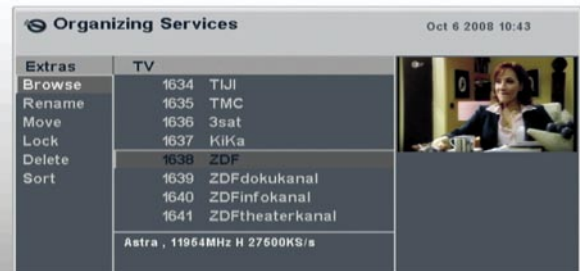 Organizing Services
Oct 6 2008 10:43
Extras
TV
Browse
Rename
Move
Lock
Delete
Sort
1634 TIJI
1635 TMC
1636 3sat
1637 KiKa
1638 ZDF
1639 ZDFdokukanal
1640 ZDFinfokanal
1641 ZDFtheaterkanal
Astra , 11954MHz H 27500KS/s